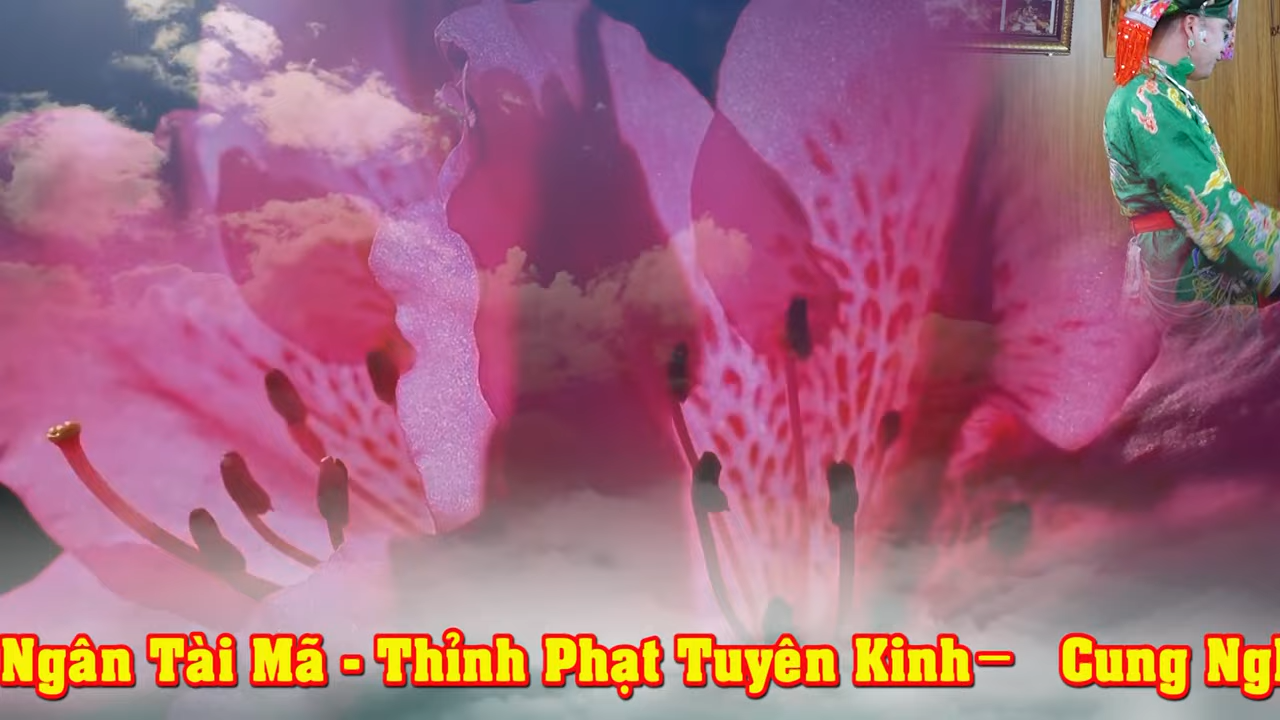 Ngân Tài Mã - Thỉnh Phạt Tuyên Kinh – Cung